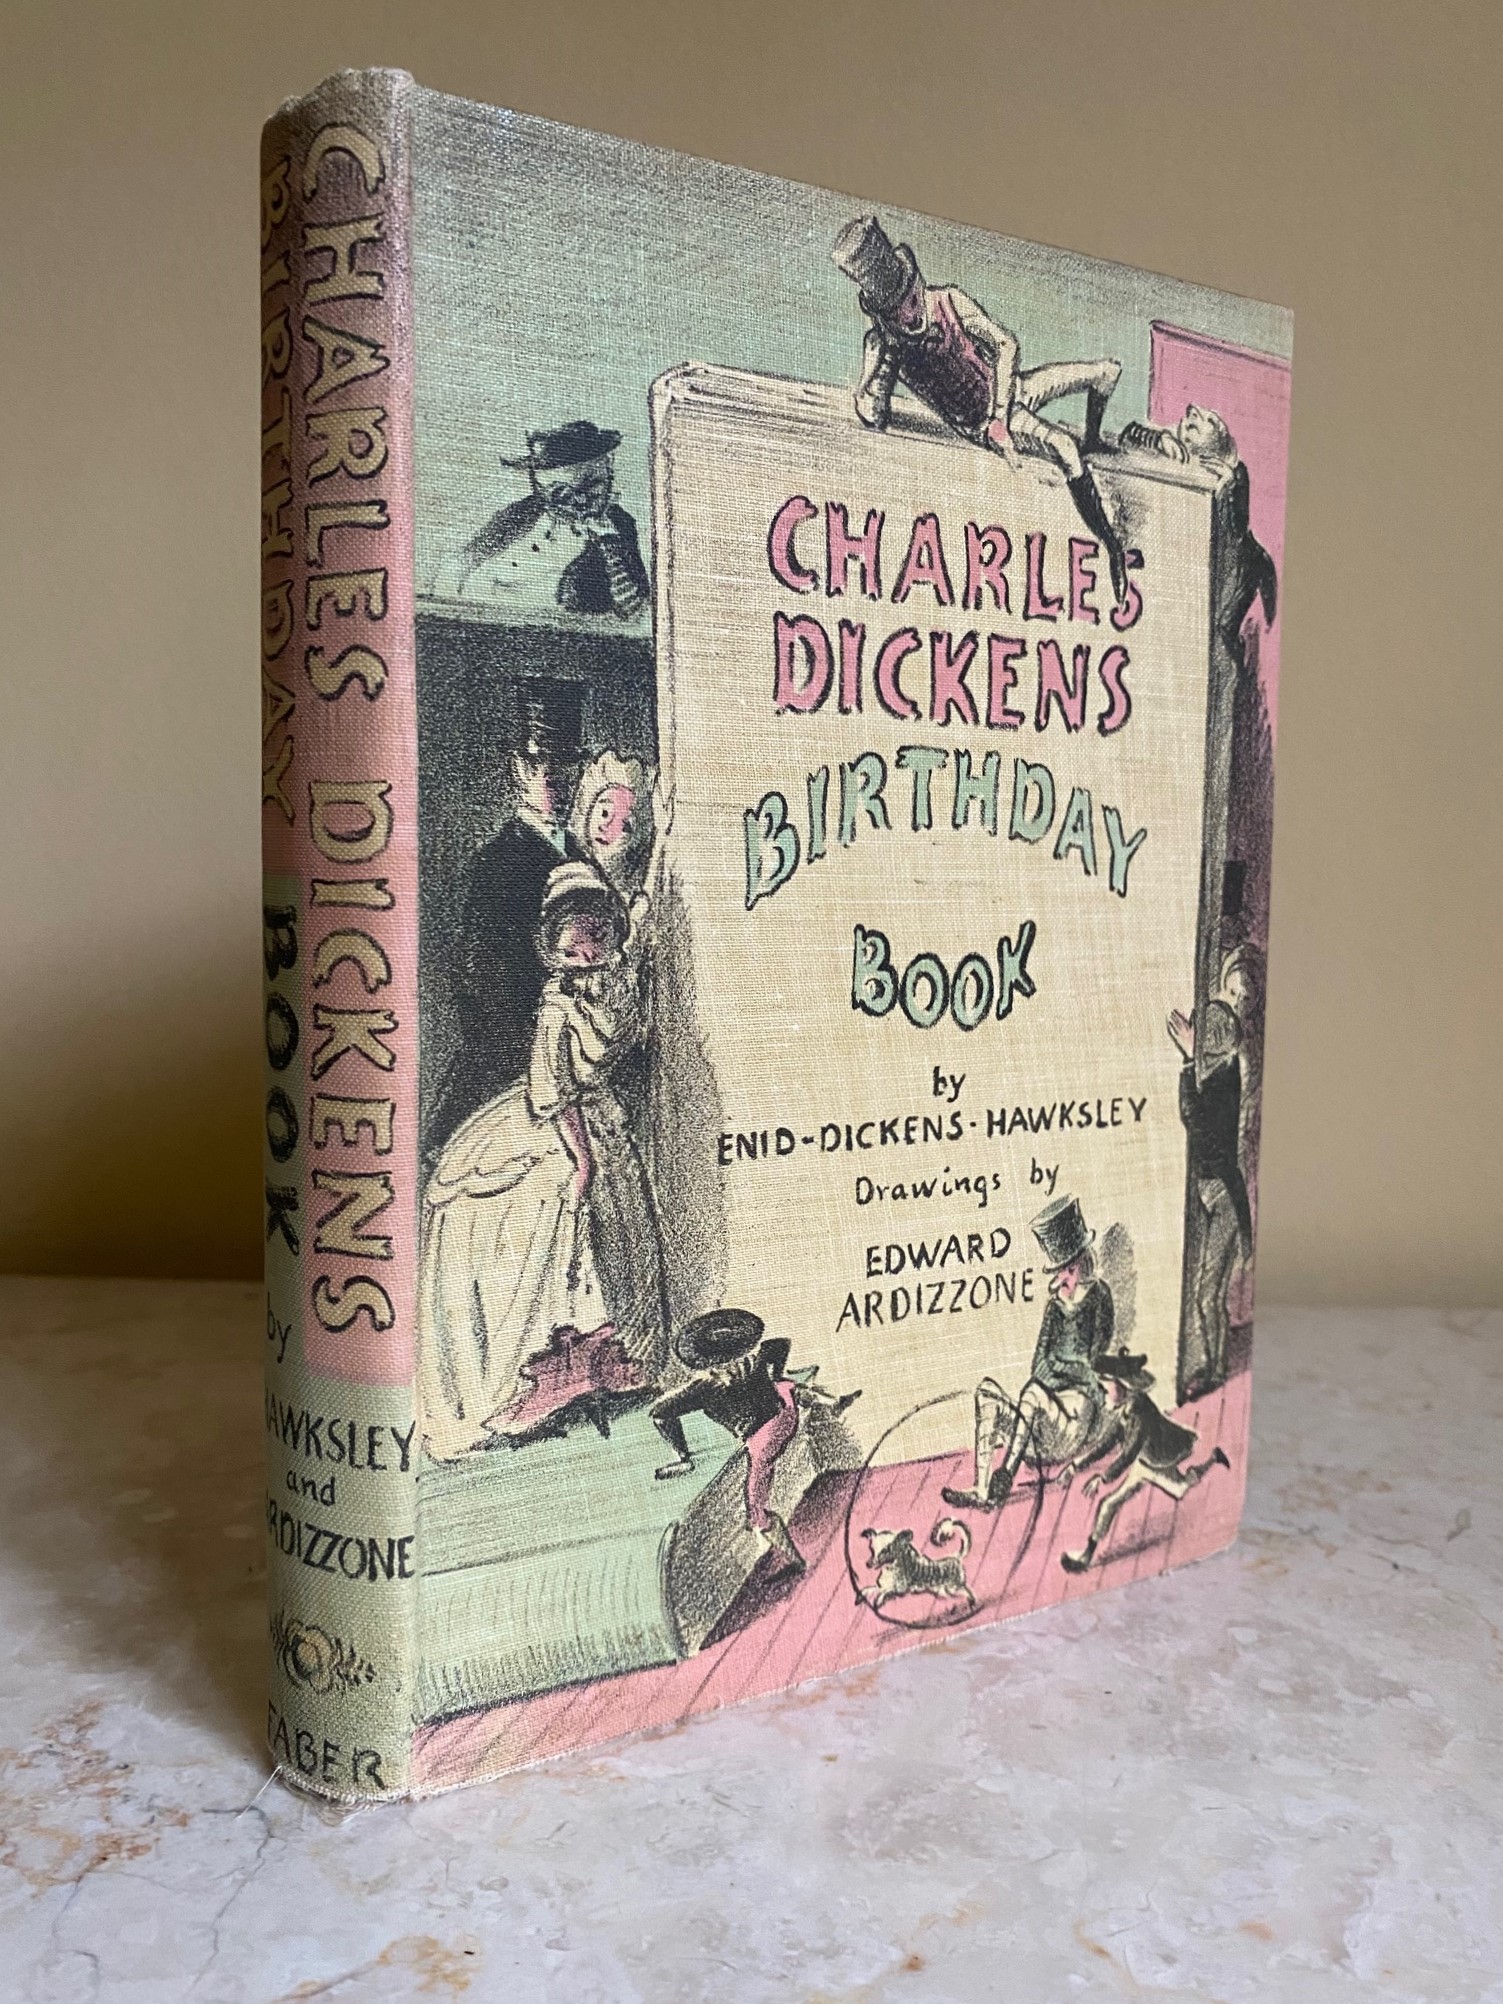 CHARLES DICKENS
BIRTHDAY BOOK
by
HAWKSLEY
and
ARDIZZONE
FABER
CHARLES
DICKENS
BIRTHDAY
BOOK
by
ENID-DICKENS-HAWKSLEY
Drawings by
EDWARD
ARDIZZONE